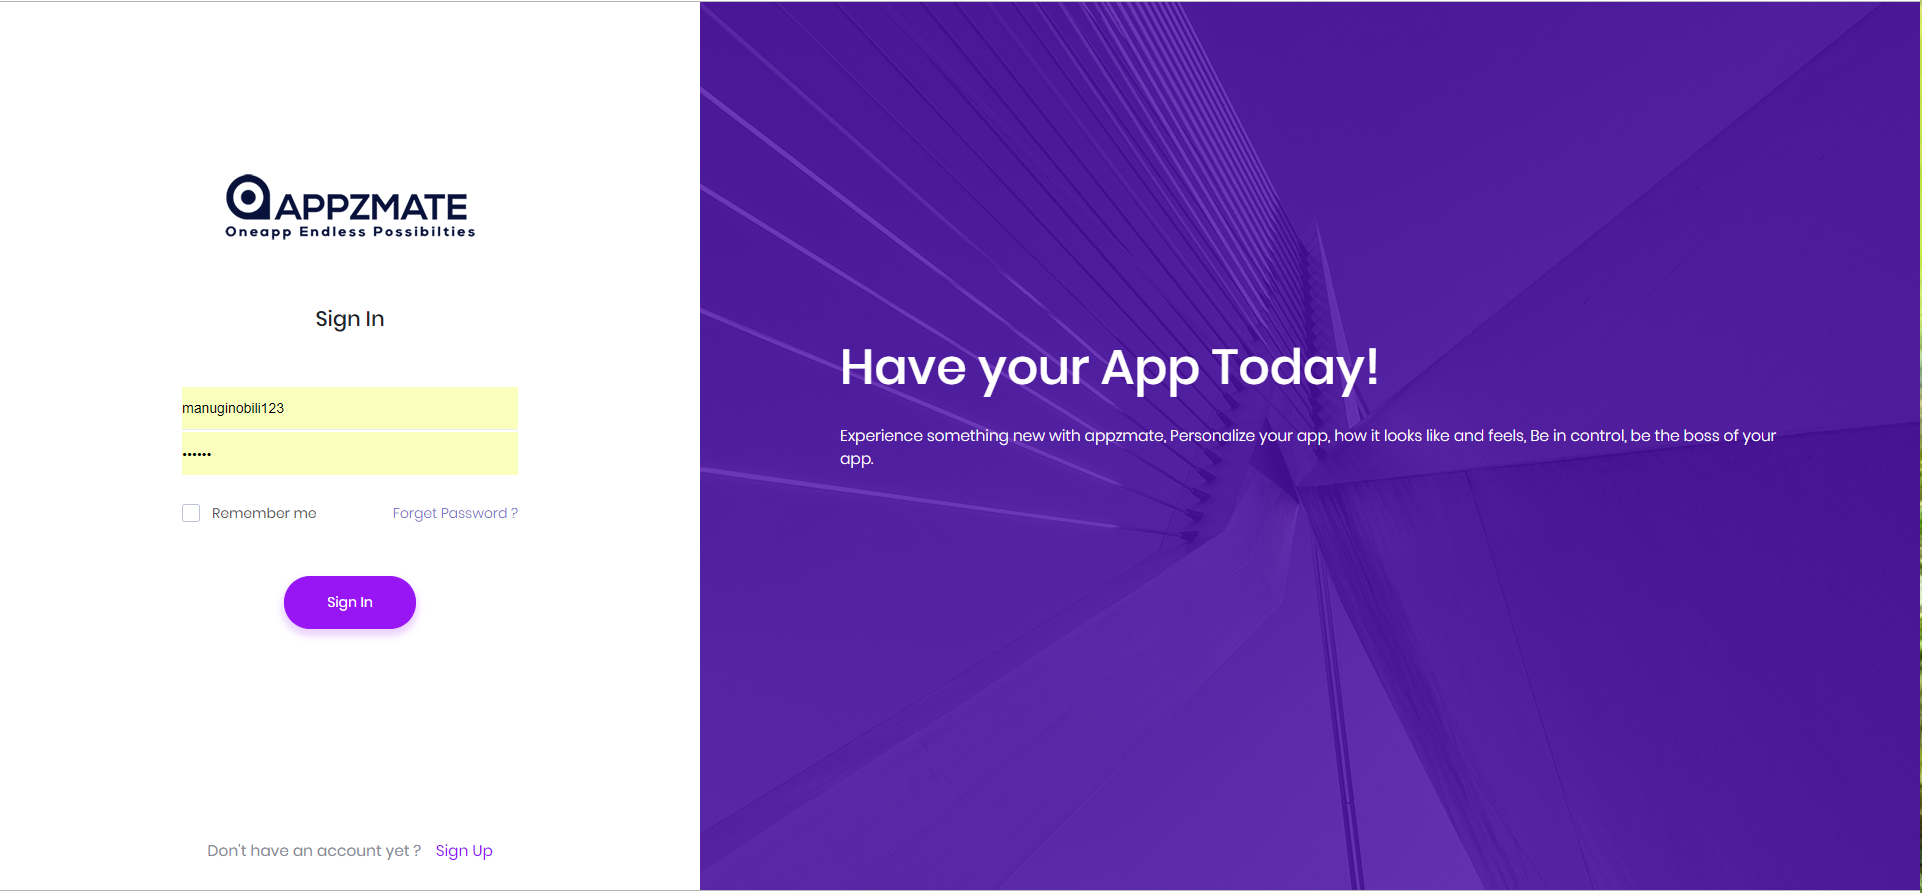 APPZMATE
Oneapp Endless Possibilties
Sign In
manuginobili123
••••••
Remember me
Forget Password ?
Sign In
Don't have an account yet ?
Sign Up
Have your App Today!
Experience something new with appzmate, Personalize your app, how it looks like and feels, Be in control, be the boss of your
app.